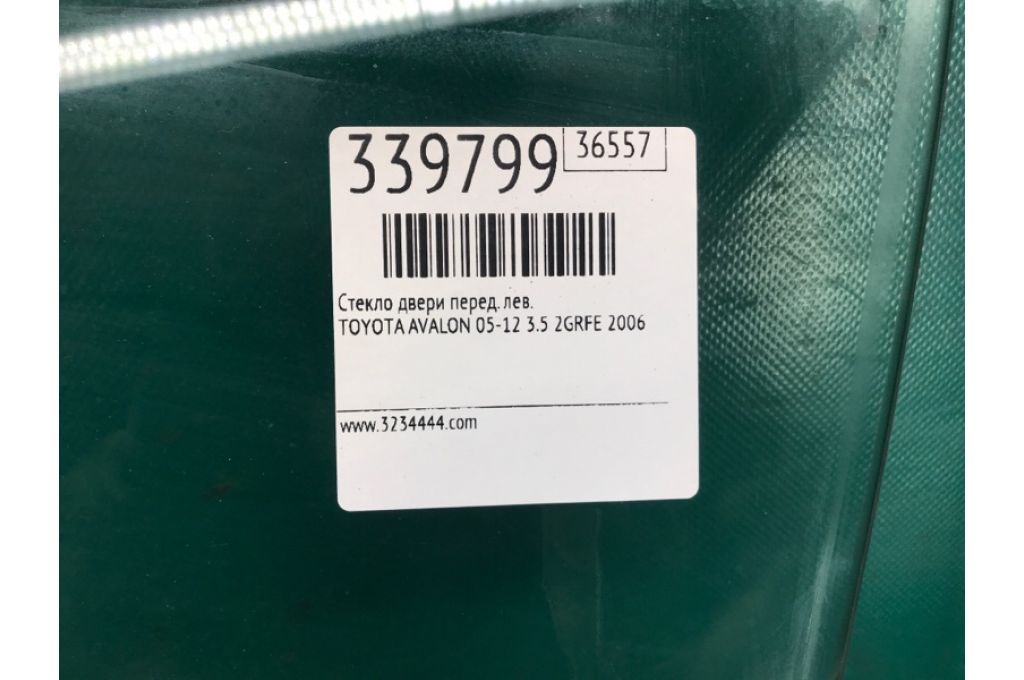 339799 36557
Стекло двери перед. лев.
TOYOTA AVALON 05-12 3.5 2GRFE 2006
www.3234444.com